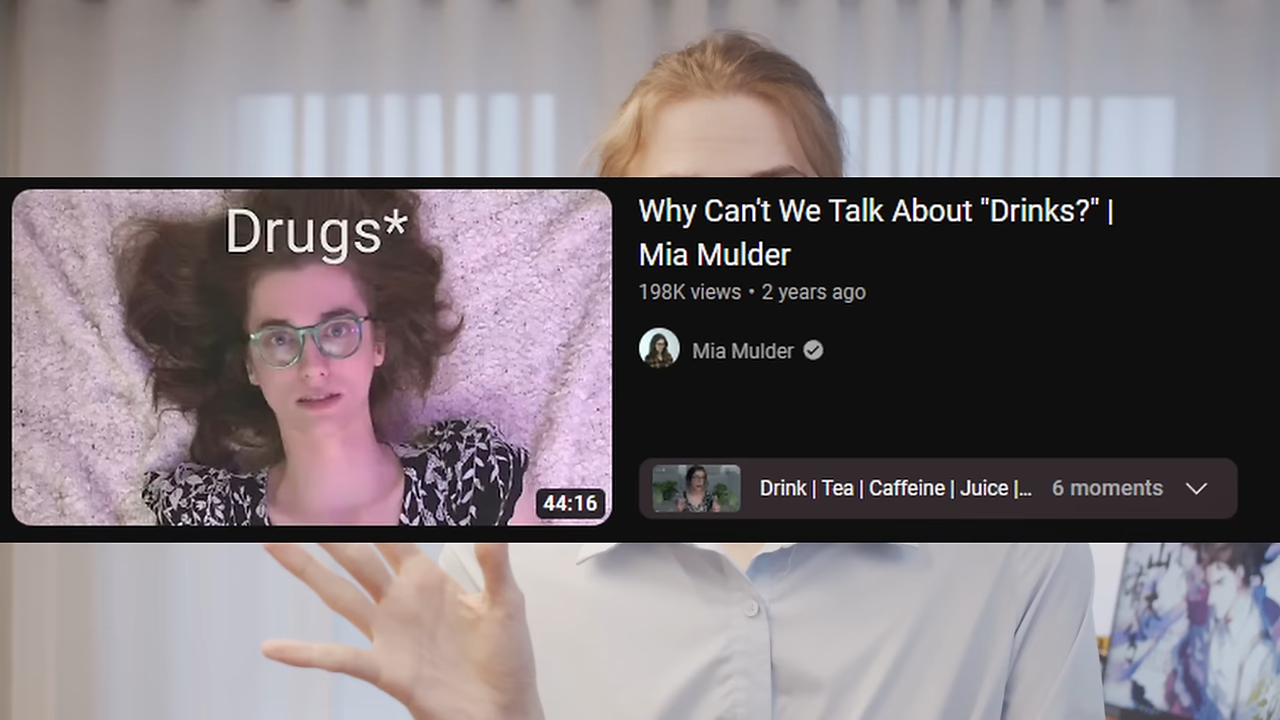 Drugs*
44:16
Why Can't We Talk About "Drinks?" |
Mia Mulder
198K views • 2 years ago
Mia Mulder
Drink | Tea | Caffeine | Juice |...
6 moments